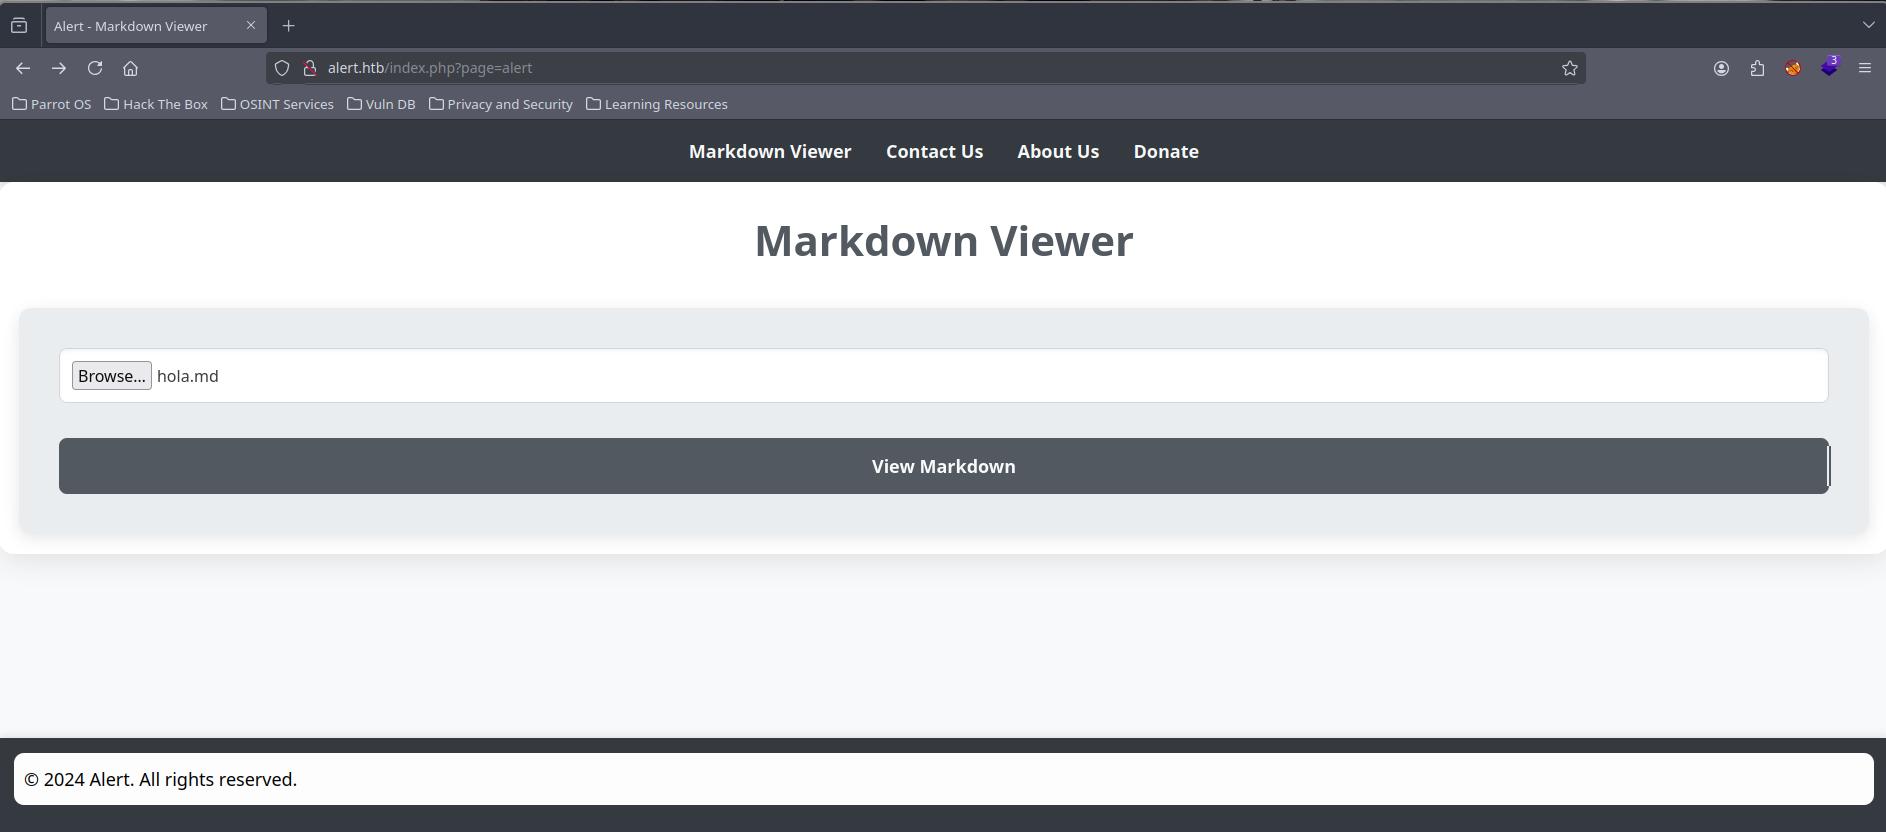 Alert - Markdown Viewer
alert.htb/index.php?page=alert
3
Parrot OS Hack The Box OSINT Services Vuln DB Privacy and Security Learning Resources
Markdown Viewer Contact Us About Us Donate
Markdown Viewer
Browse... hola.md
View Markdown
© 2024 Alert. All rights reserved.